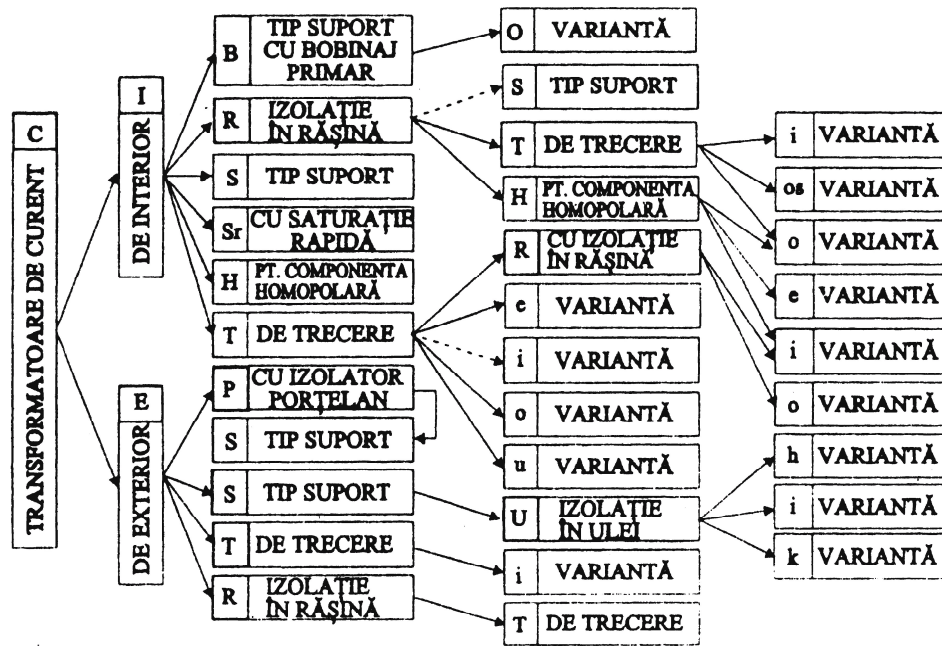 C
TRANSFORMATOARE DE CURENT
I
DE INTERIOR
E
DE EXTERIOR
B
TIP SUPORT
CU BOBINAJ
PRIMAR
R
IZOLAȚIE
ÎN RĂȘINĂ
S
TIP SUPORT
Sr
CU SATURAȚIE
RAPIDĂ
H
PT. COMPONENTA
HOMOPOLARĂ
T
DE TRECERE
P
CU IZOLATOR
PORȚELAN
S
TIP SUPORT
S
TIP SUPORT
T
DE TRECERE
R
IZOLAȚIE
ÎN RĂȘINĂ
O
VARIANTĂ
S
TIP SUPORT
T
DE TRECERE
H
PT. COMPONENTA
HOMOPOLARĂ
R
CU IZOLAȚIE
ÎN RĂȘINĂ
e
VARIANTĂ
i
VARIANTĂ
o
VARIANTĂ
u
VARIANTĂ
U
IZOLAȚIE
ÎN ULEI
i
VARIANTĂ
T
DE TRECERE
i
VARIANTĂ
os
VARIANTĂ
o
VARIANTĂ
e
VARIANTĂ
i
VARIANTĂ
o
VARIANTĂ
h
VARIANTĂ
i
VARIANTĂ
k
VARIANTĂ